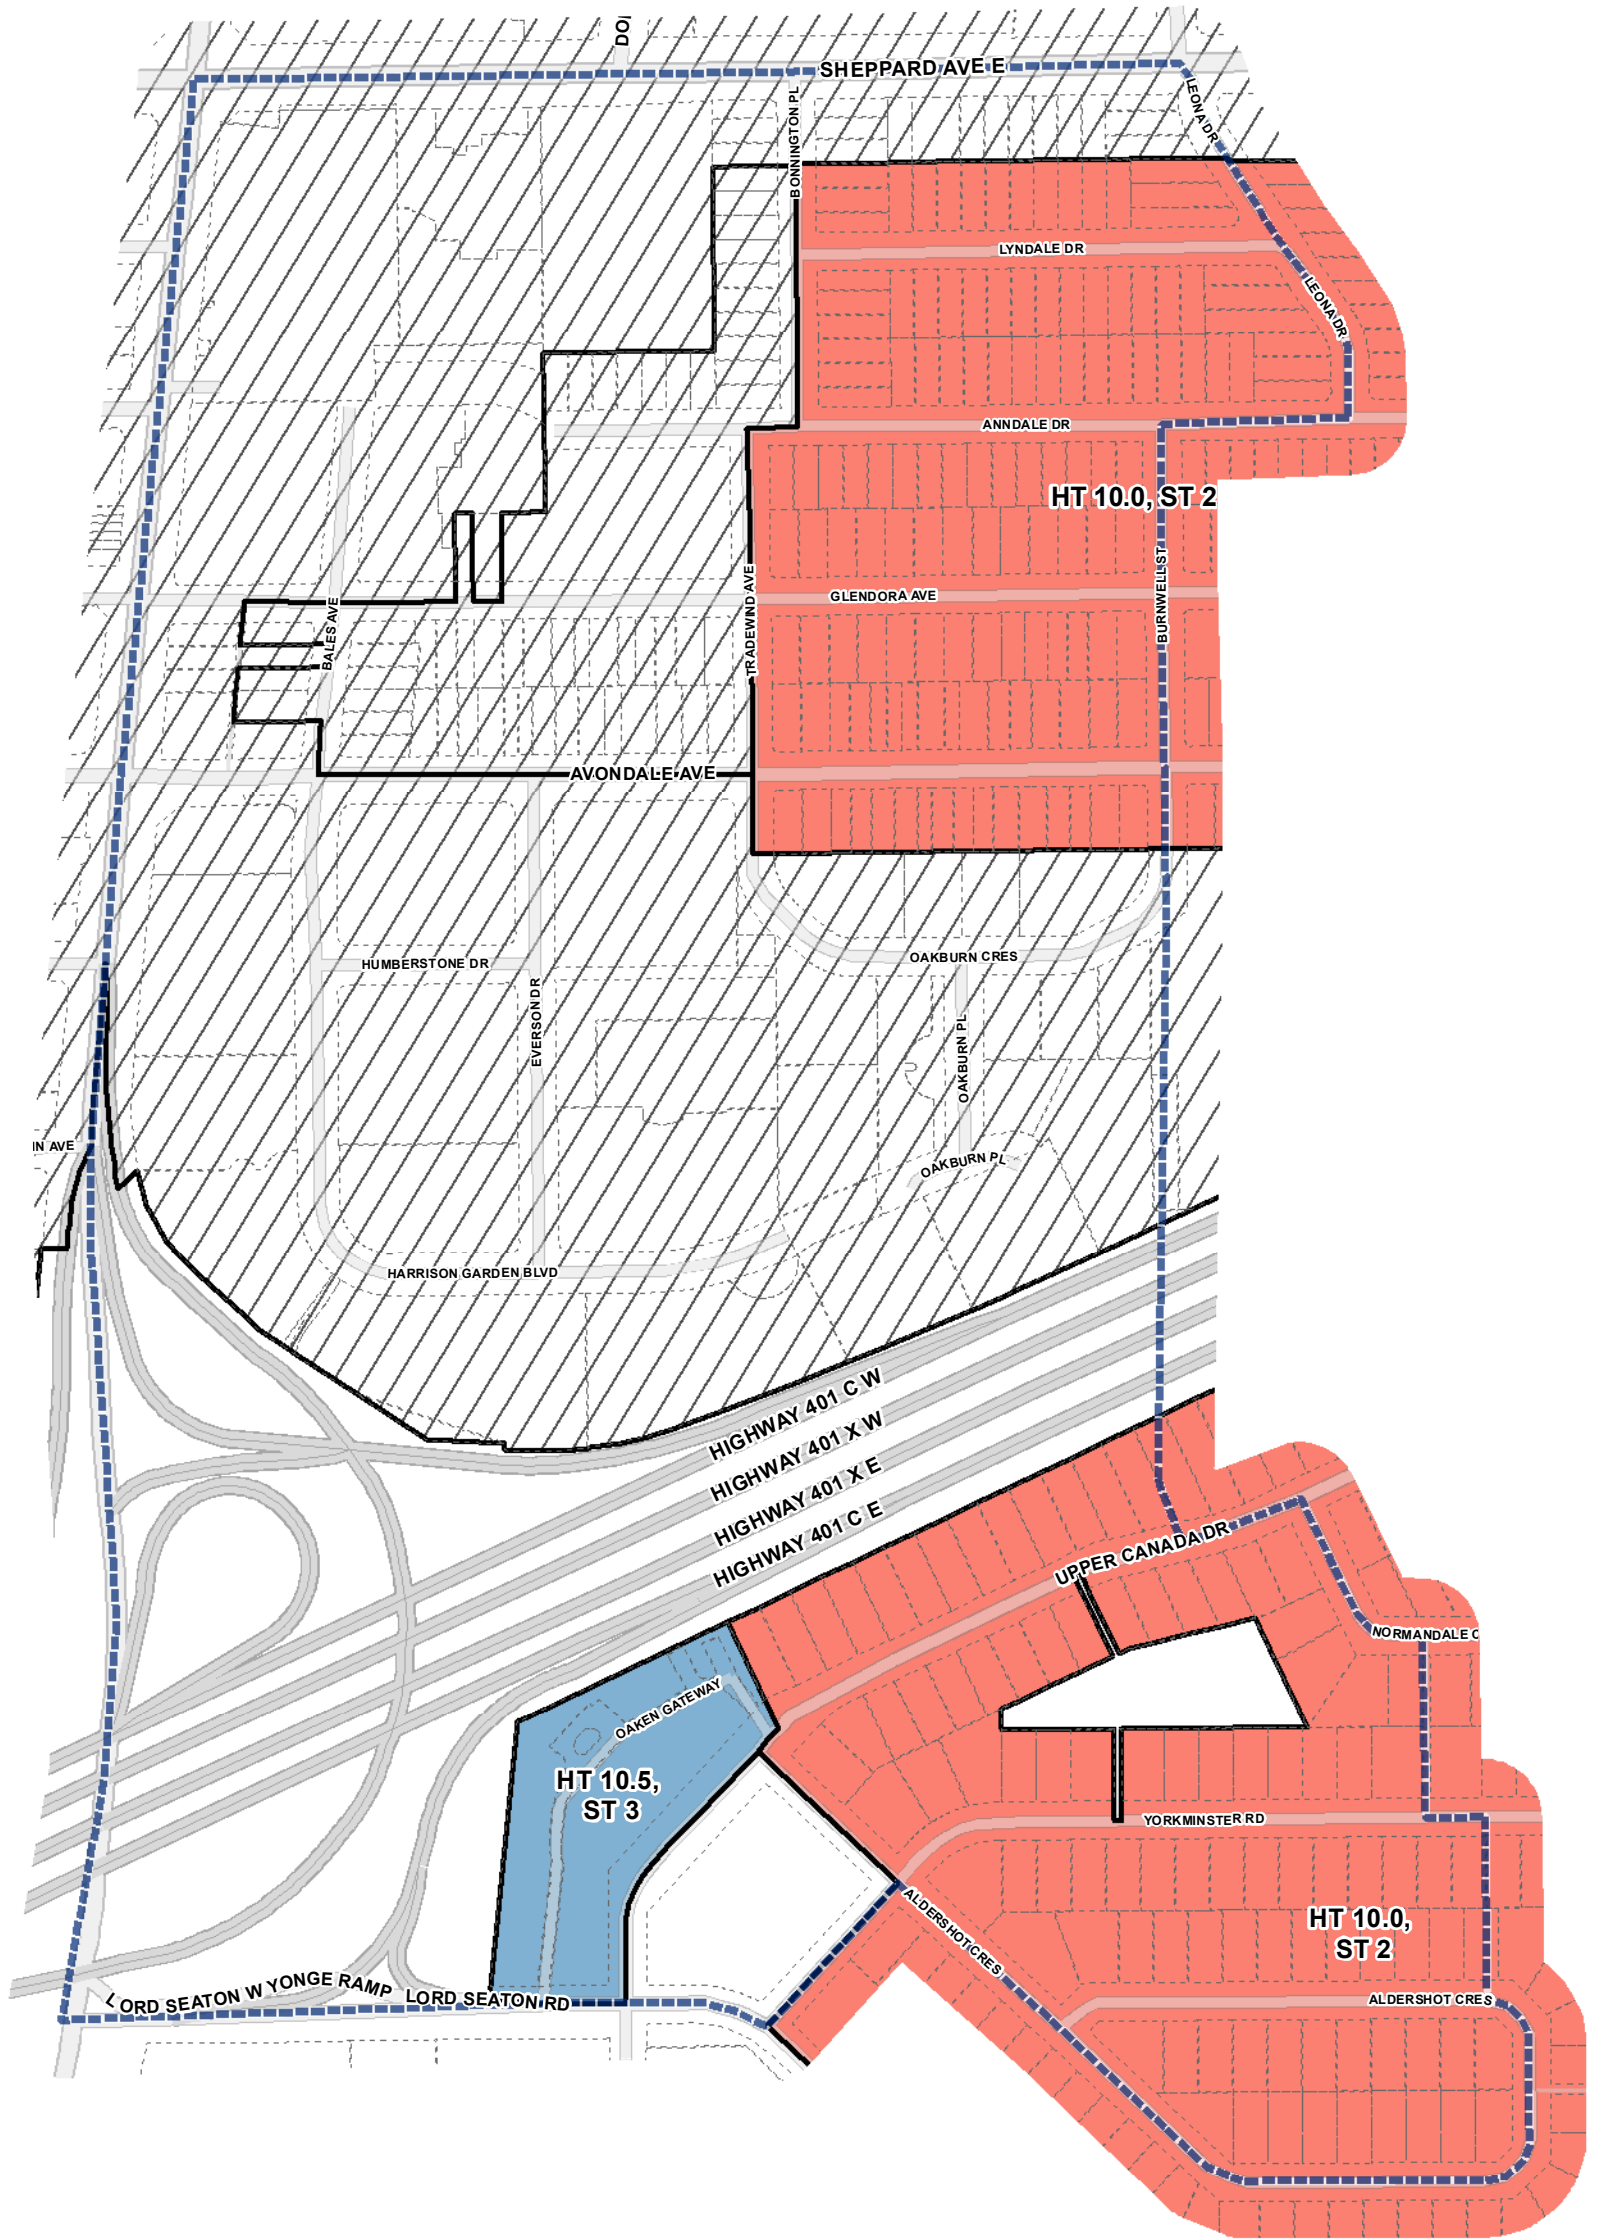 DO
SHEPPARD AVE E
LEONA DR
BONNINGTON PL
LYNDALE DR
LEONA DR
ANNDALE DR
HT 10.0, ST 2
BURNWELL ST
TRADEWIND AVE
GLENDORA AVE
BALES AVE
AVONDALE AVE
OAKBURN CRES
HUMBERSTONE DR
EVERSON DR
OAKBURN PL
IN AVE
OAKBURN PL
HARRISON GARDEN BLVD
HIGHWAY 401 C W
HIGHWAY 401 X W
HIGHWAY 401 X E
HIGHWAY 401 C E
UPPER CANADA DR
NORMANDALE C
OAKEN GATEWAY
HT 10.5,
ST 3
YORKMINSTER RD
ALDERSHOT CRES
HT 10.0,
ST 2
LORD SEATON W YONGE RAMP
LORD SEATON RD
ALDERSHOT CRES